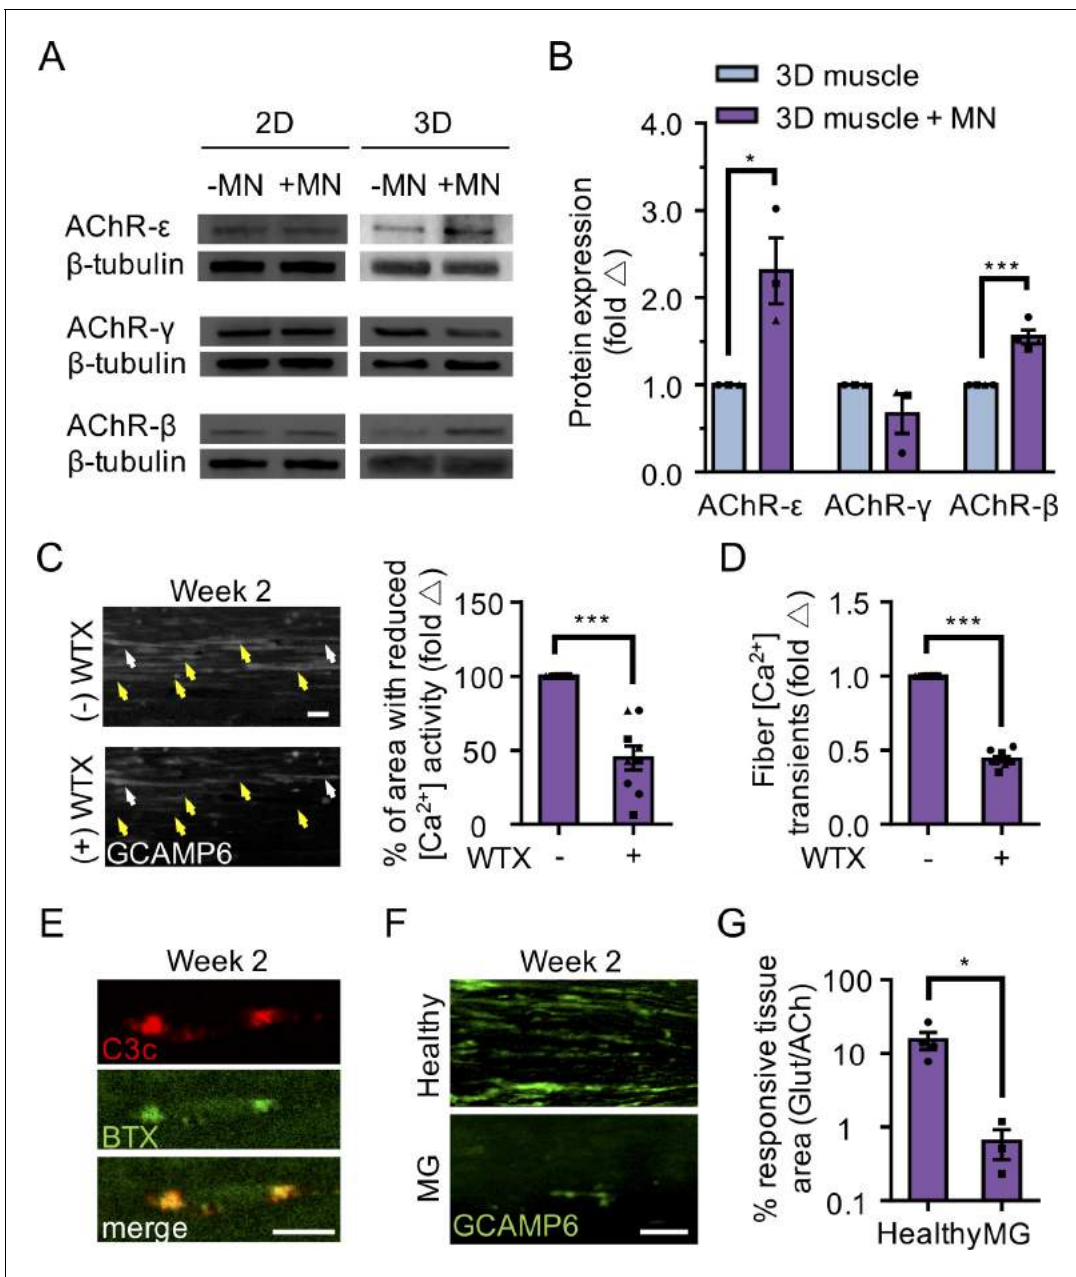 A
2D 3D
-MN +MN -MN +MN
AChR-ε
β-tubulin
AChR-γ
β-tubulin
AChR-β
β-tubulin
B
3D muscle
3D muscle + MN
Protein expression
(fold △)
4.0
3.0
2.0
1.0
0.0
*
***
AChR-ε AChR-γ AChR-β
C
Week 2
(-) WTX
(+) WTX
GCAMP6
% of area with reduced
[Ca²⁺] activity (fold △)
150
100
50
0
***
WTX - +
D
Fiber [Ca²⁺]
transients (fold △)
1.5
1.0
0.5
0.0
***
WTX - +
E
Week 2
C3c
BTX
merge
F
Week 2
Healthy
MG
GCAMP6
G
% responsive tissue
area (Glut/ACh)
100
10
1
0.1
*
HealthyMG